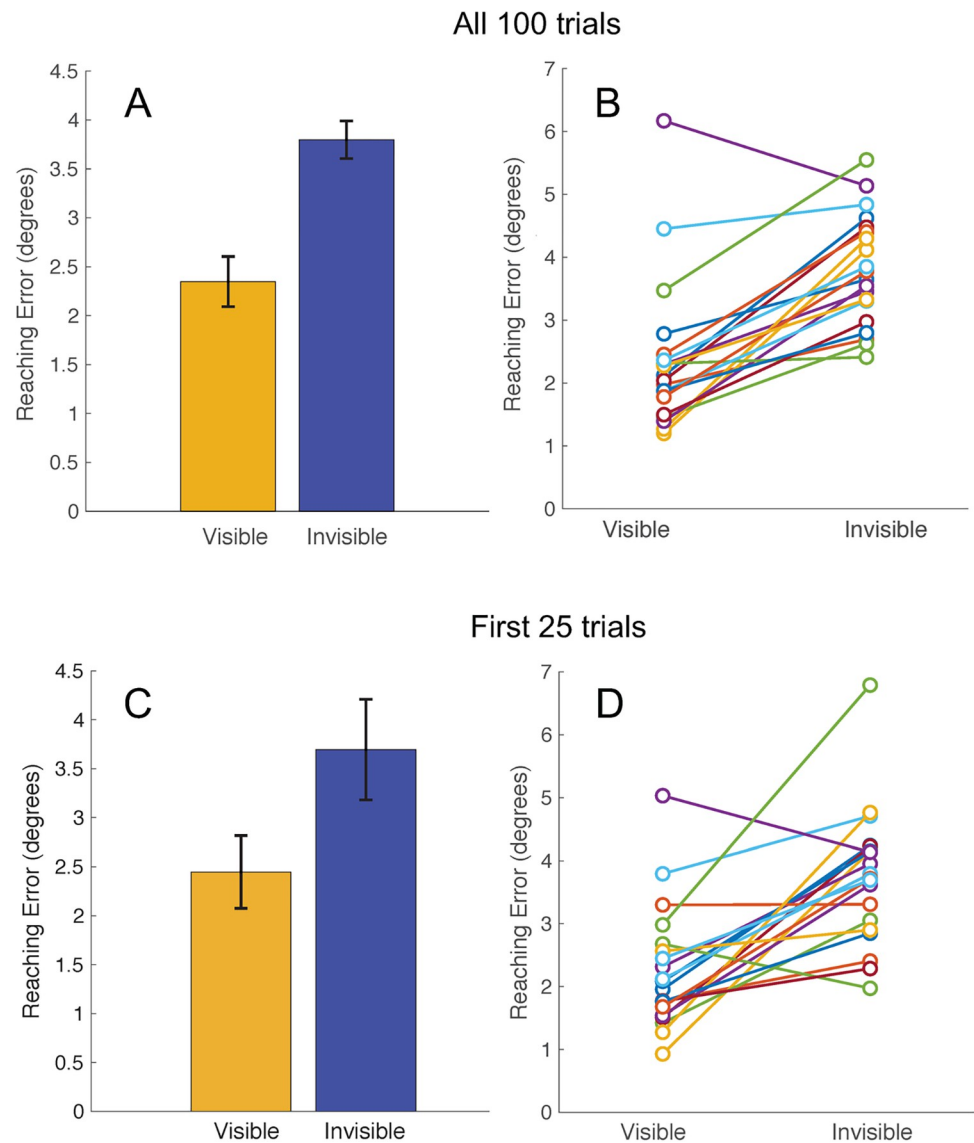 All 100 trials
A
Reaching Error (degrees)
4.5
4
3.5
3
2.5
2
1.5
1
0.5
0
Visible Invisible
B
Reaching Error (degrees)
7
6
5
4
3
2
1
0
Visible Invisible
First 25 trials
C
Reaching Error (degrees)
4.5
4
3.5
3
2.5
2
1.5
1
0.5
0
Visible Invisible
D
Reaching Error (degrees)
7
6
5
4
3
2
1
0
Visible Invisible